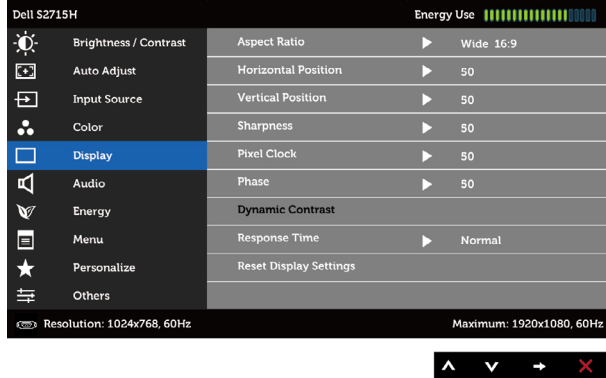 Dell S2715H Energy Use
Brightness / Contrast Aspect Ratio Wide 16:9
Auto Adjust Horizontal Position 50
Input Source Vertical Position 50
Color Sharpness 50
Display Pixel Clock 50
Audio Phase 50
Energy Dynamic Contrast
Menu Response Time Normal
Personalize Reset Display Settings
Others
Resolution: 1024x768, 60Hz Maximum: 1920x1080, 60Hz